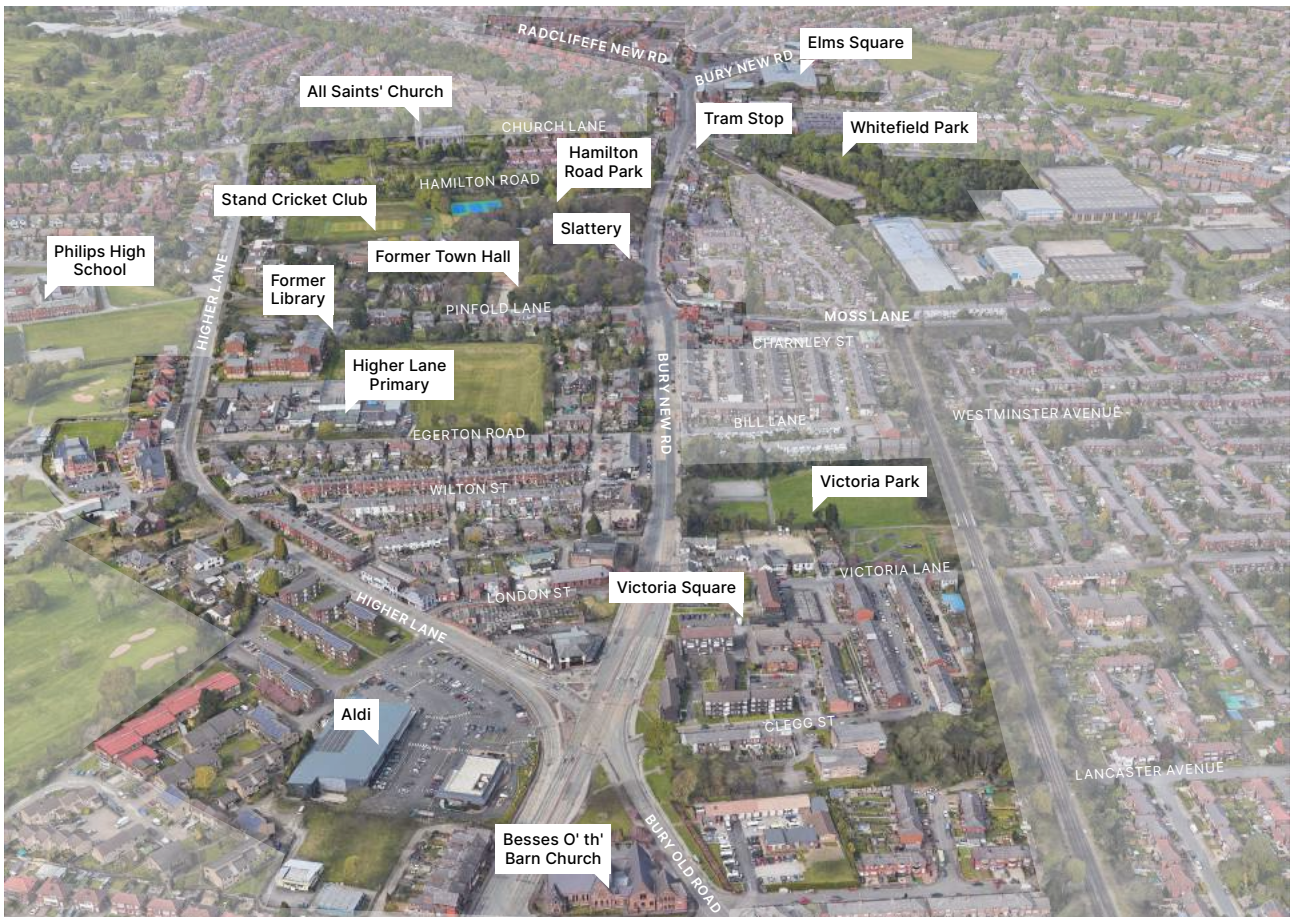 RADCLIFEFE NEW RD
BURY NEW RD
Elms Square
All Saints' Church
CHURCH LANE
Tram Stop
Whitefield Park
Hamilton
Road Park
HAMILTON ROAD
Stand Cricket Club
Slattery
Philips High
School
Former Town Hall
Former
Library
HIGHER LANE
PINFOLD LANE
MOSS LANE
CHARNLEY ST
Higher Lane
Primary
BURY NEW RD
WESTMINSTER AVENUE
BILL LANE
EGERTON ROAD
Victoria Park
WILTON ST
VICTORIA LANE
Victoria Square
LONDON ST
HIGHER LANE
Aldi
CLEGG ST
LANCASTER AVENUE
Besses O' th'
Barn Church
BURY OLD ROAD